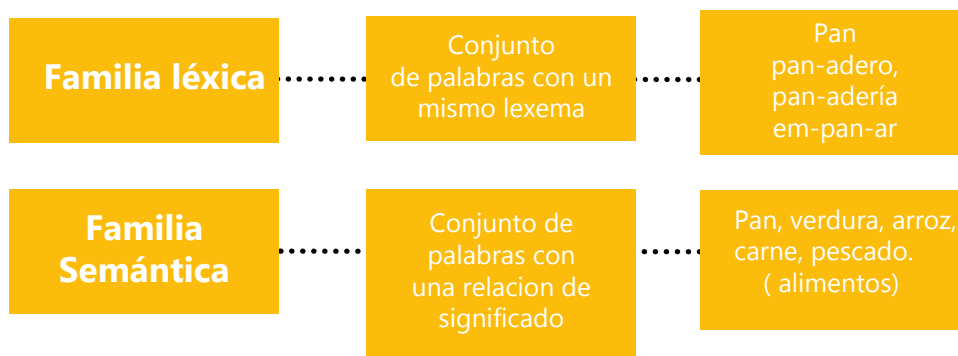 Familia léxica
Conjunto
de palabras con un
mismo lexema
Pan
pan-adero,
pan-adería
em-pan-ar
Familia
Semántica
Conjunto de
palabras con
una relacion de
significado
Pan, verdura, arroz,
carne, pescado.
( alimentos)